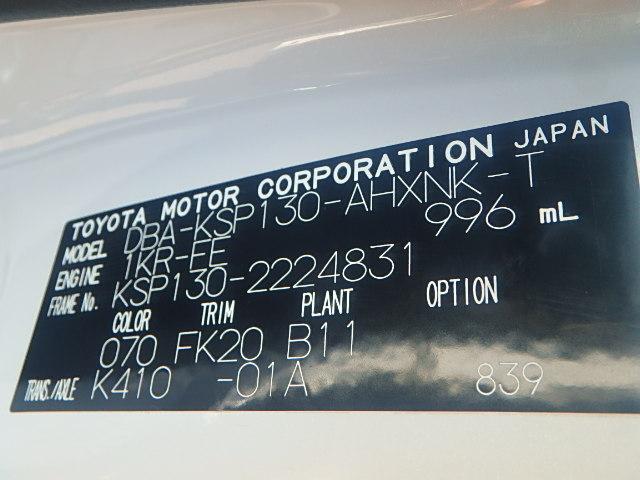 TOYOTA MOTOR CORPORATION JAPAN
MODEL DBA-KSP130-AHXNK-T
ENGINE 1KR-FE 996 mL
FRAME No. KSP130-2224831
COLOR TRIM PLANT OPTION
070 FK20 B11
TRANS./AXLE K410 -01A 839